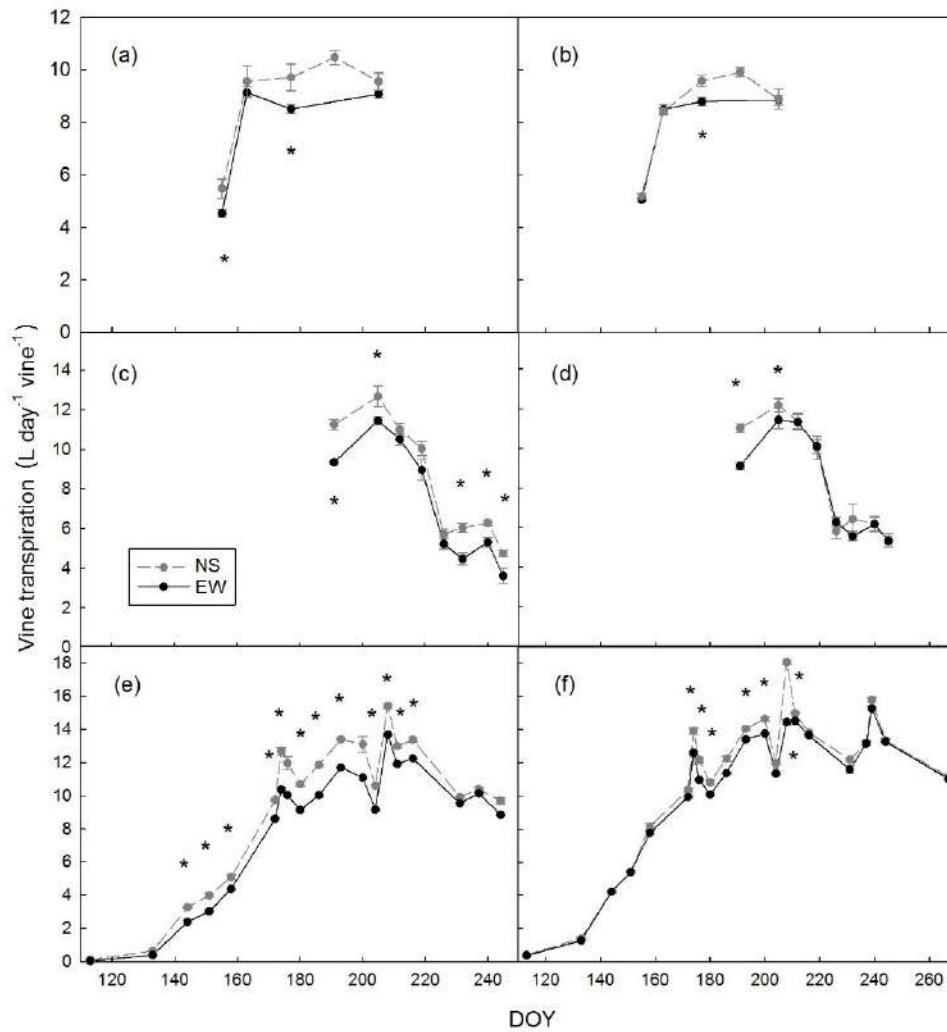 12
(a)
(b)
10
*
8
*
6
4
*
2
0
Vine transpiration (L day⁻¹ vine⁻¹)
14
(c)
*
(d)
* *
12
10
8
* * * *
6
NS
EW
4
2
0
18
(e)
* * * * * * * * * * * *
(f)
* * * * * * * *
16
14
12
10
8
6
4
2
0
120 140 160 180 200 220 240 120 140 160 180 200 220 240 260
DOY